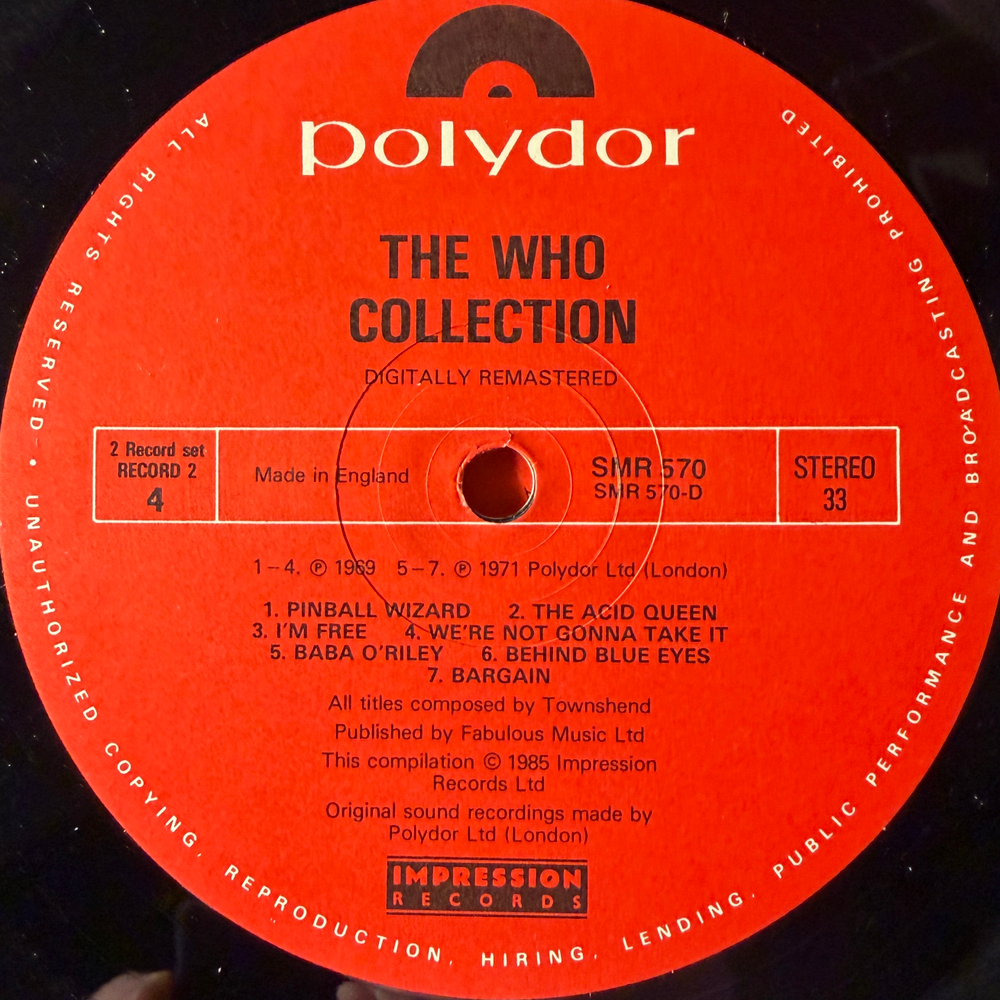 polydor
THE WHO
COLLECTION
DIGITALLY REMASTERED
2 Record set
RECORD 2
4
Made in England
SMR 570
SMR 570-D
STEREO
33
1–4. ℗ 1969 5–7. ℗ 1971 Polydor Ltd (London)
1. PINBALL WIZARD 2. THE ACID QUEEN
3. I'M FREE 4. WE'RE NOT GONNA TAKE IT
5. BABA O'RILEY 6. BEHIND BLUE EYES
7. BARGAIN
All titles composed by Townshend
Published by Fabulous Music Ltd
This compilation © 1985 Impression
Records Ltd
Original sound recordings made by
Polydor Ltd (London)
IMPRESSION
RECORDS
ALL RIGHTS RESERVED · UNAUTHORIZED COPYING, REPRODUCTION, HIRING, LENDING, PUBLIC PERFORMANCE AND BROADCASTING PROHIBITED